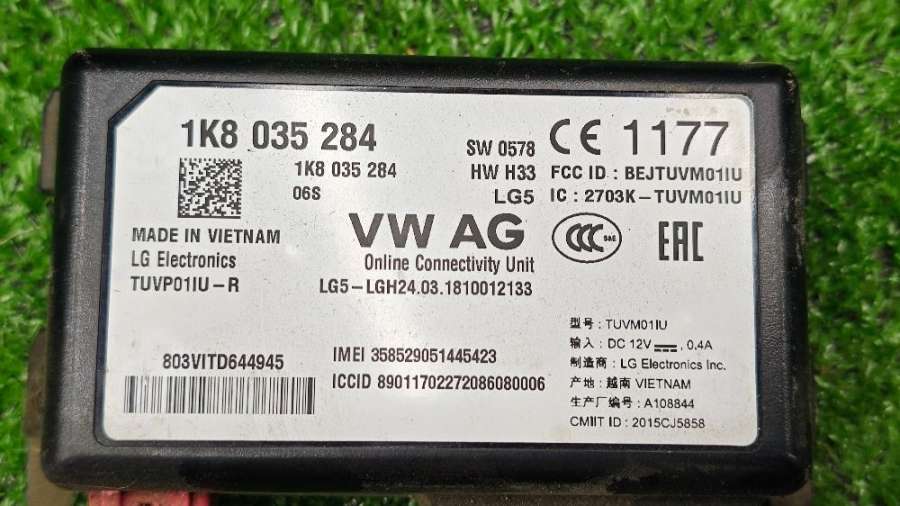 1K8 035 284
1K8 035 284
06S
SW 0578
HW H33
LG5
CE 1177
FCC ID : BEJTUVM01IU
IC : 2703K-TUVM01IU
MADE IN VIETNAM
LG Electronics
TUVP01IU-R
VW AG
Online Connectivity Unit
LG5-LGH24.03.1810012133
CCC S&E
EAC
803VITD644945
IMEI 358529051445423
ICCID 89011702272086080006
型号 : TUVM01IU
输入 : DC 12V⎓, 0.4A
制造商 : LG Electronics Inc.
产地 : 越南 VIETNAM
生产厂编号 : A108844
CMIIT ID : 2015CJ5858